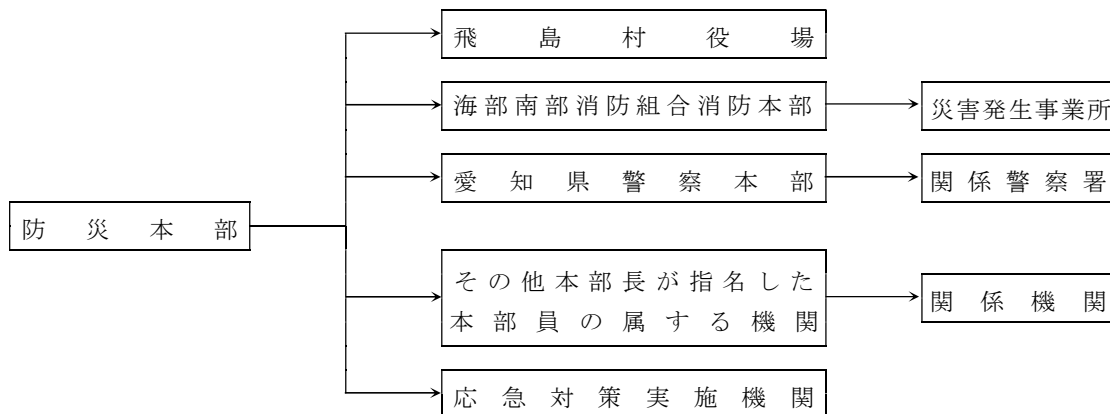 飛島村役場
海部南部消防組合消防本部
災害発生事業所
愛知県警察本部
関係警察署
防災本部
その他本部長が指名した
本部員の属する機関
関係機関
応急対策実施機関